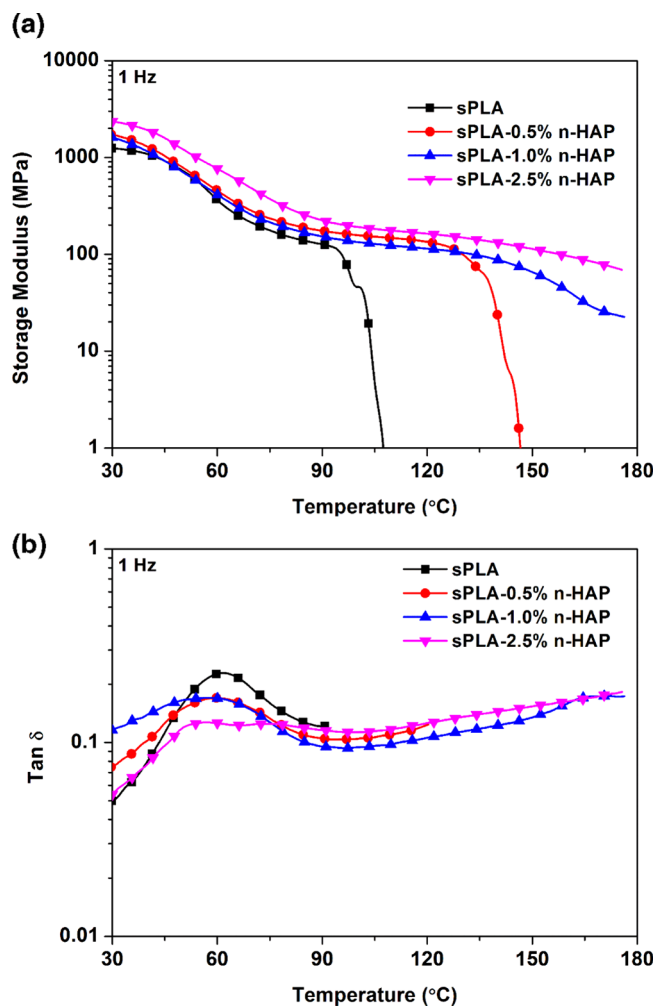 (a)
1 Hz
sPLA
sPLA-0.5% n-HAP
sPLA-1.0% n-HAP
sPLA-2.5% n-HAP
10000
1000
100
10
1
Storage Modulus (MPa)
30 60 90 120 150 180
Temperature (°C)
(b)
1 Hz
sPLA
sPLA-0.5% n-HAP
sPLA-1.0% n-HAP
sPLA-2.5% n-HAP
1
0.1
0.01
Tan δ
30 60 90 120 150 180
Temperature (°C)